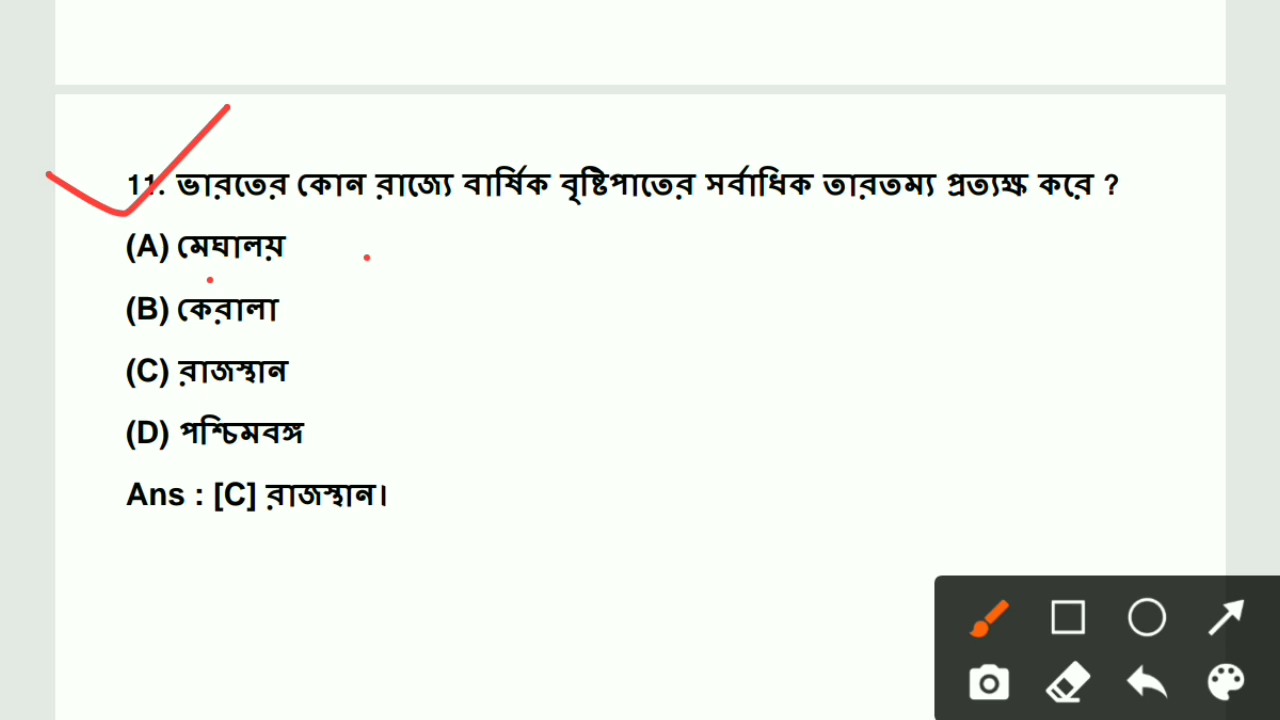 11. ভারতের কোন রাজ্যে বার্ষিক বৃষ্টিপাতের সর্বাধিক তারতম্য প্রত্যক্ষ করে ?
(A) মেঘালয়
(B) কেরালা
(C) রাজস্থান
(D) পশ্চিমবঙ্গ
Ans : [C] রাজস্থান।